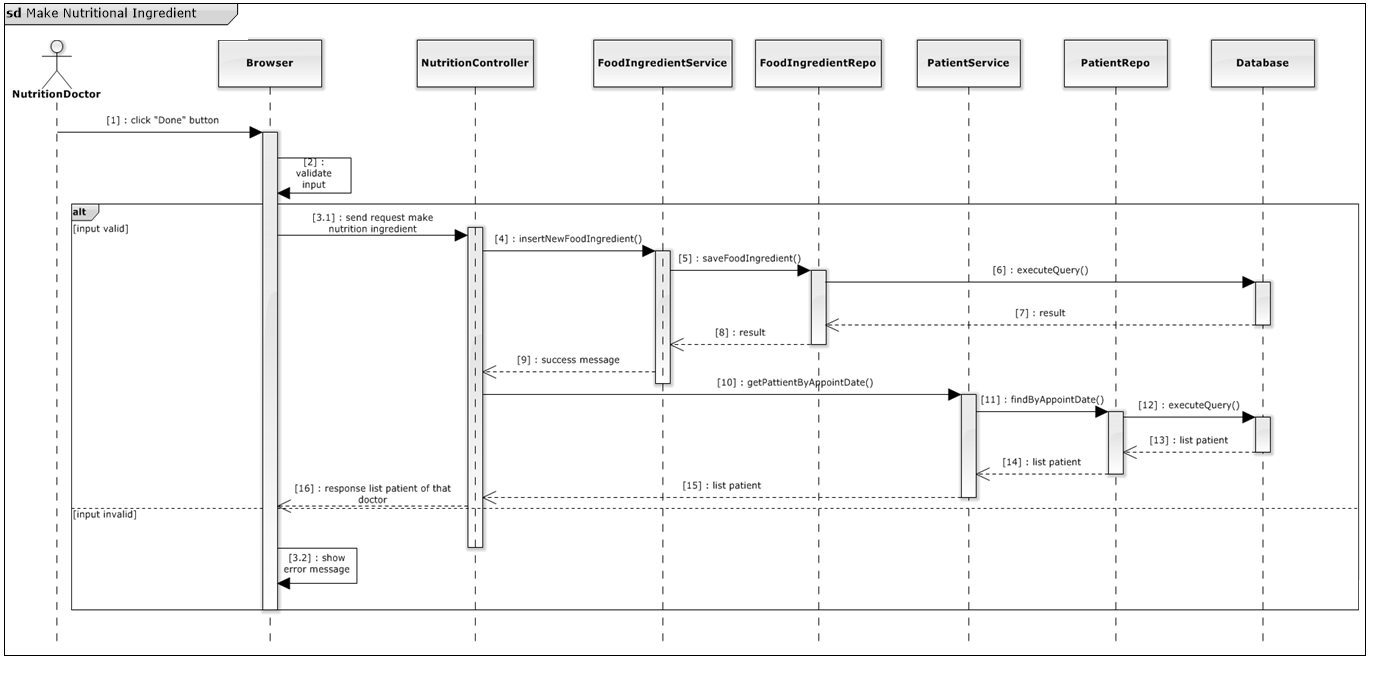 sd Make Nutritional Ingredient
NutritionDoctor
Browser
NutritionController
FoodIngredientService
FoodIngredientRepo
PatientService
PatientRepo
Database
[1] : click "Done" button
[2] :
validate
input
alt
[input valid]
[3.1] : send request make
nutrition ingredient
[4] : insertNewFoodIngredient()
[5] : saveFoodIngredient()
[6] : executeQuery()
[7] : result
[8] : result
[9] : success message
[10] : getPattientByAppointDate()
[11] : findByAppointDate()
[12] : executeQuery()
[13] : list patient
[14] : list patient
[15] : list patient
[16] : response list patient of that
doctor
[input invalid]
[3.2] : show
error message